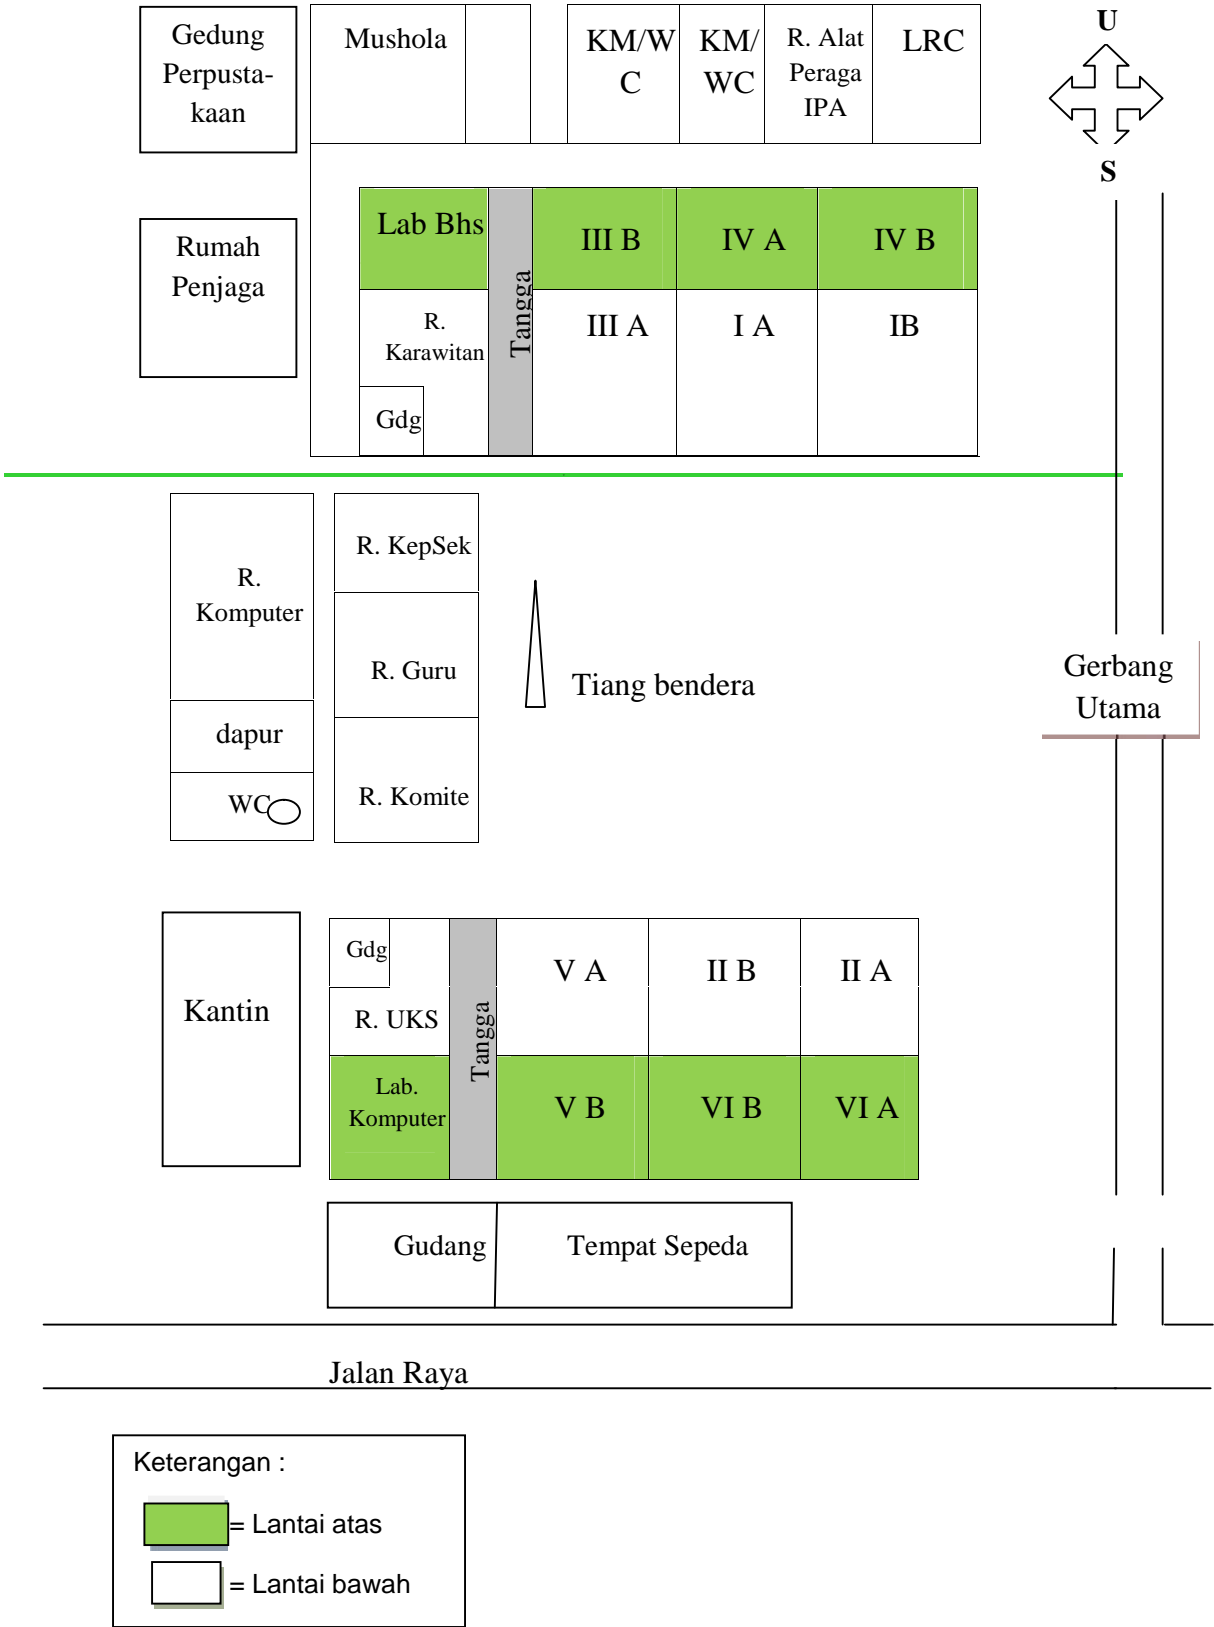 Gedung
Perpusta-
kaan
Mushola
KM/W
C
KM/
WC
R. Alat
Peraga
IPA
LRC
U
S
Rumah
Penjaga
Lab Bhs
Tangga
III B
IV A
IV B
R.
Karawitan
III A
I A
IB
Gdg
R.
Komputer
dapur
WC
R. KepSek
R. Guru
R. Komite
Tiang bendera
Gerbang
Utama
Kantin
Gdg
R. UKS
Tangga
V A
II B
II A
Lab.
Komputer
V B
VI B
VI A
Gudang
Tempat Sepeda
Jalan Raya
Keterangan :
= Lantai atas
= Lantai bawah